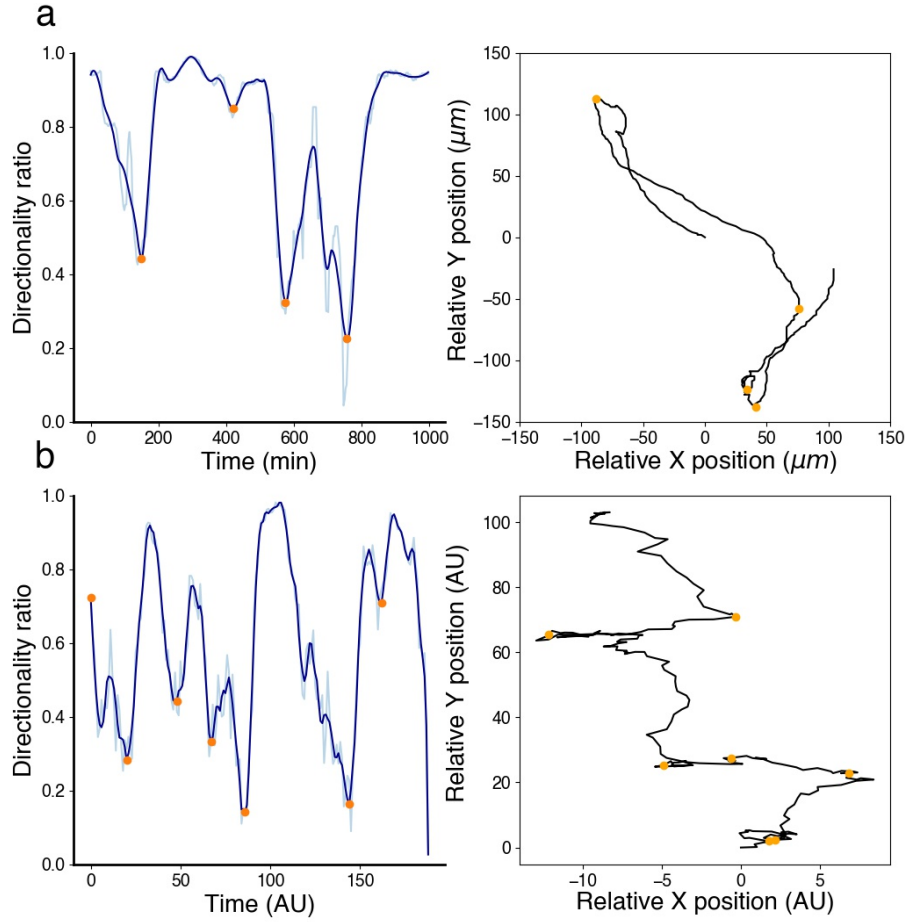 a
1.0
0.8
0.6
0.4
0.2
0.0
Directionality ratio
0 200 400 600 800 1000
Time (min)
150
100
50
0
−50
−100
−150
Relative Y position (μm)
−150 −100 −50 0 50 100 150
Relative X position (μm)
b
1.0
0.8
0.6
0.4
0.2
0.0
Directionality ratio
0 50 100 150
Time (AU)
100
80
60
40
20
0
Relative Y position (AU)
−10 −5 0 5
Relative X position (AU)